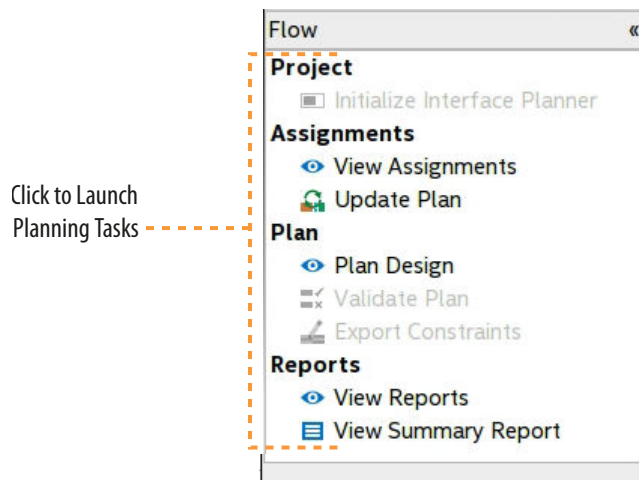 Flow «
Project
Initialize Interface Planner
Assignments
View Assignments
Update Plan
Plan
Plan Design
Validate Plan
Export Constraints
Reports
View Reports
View Summary Report
Click to Launch
Planning Tasks